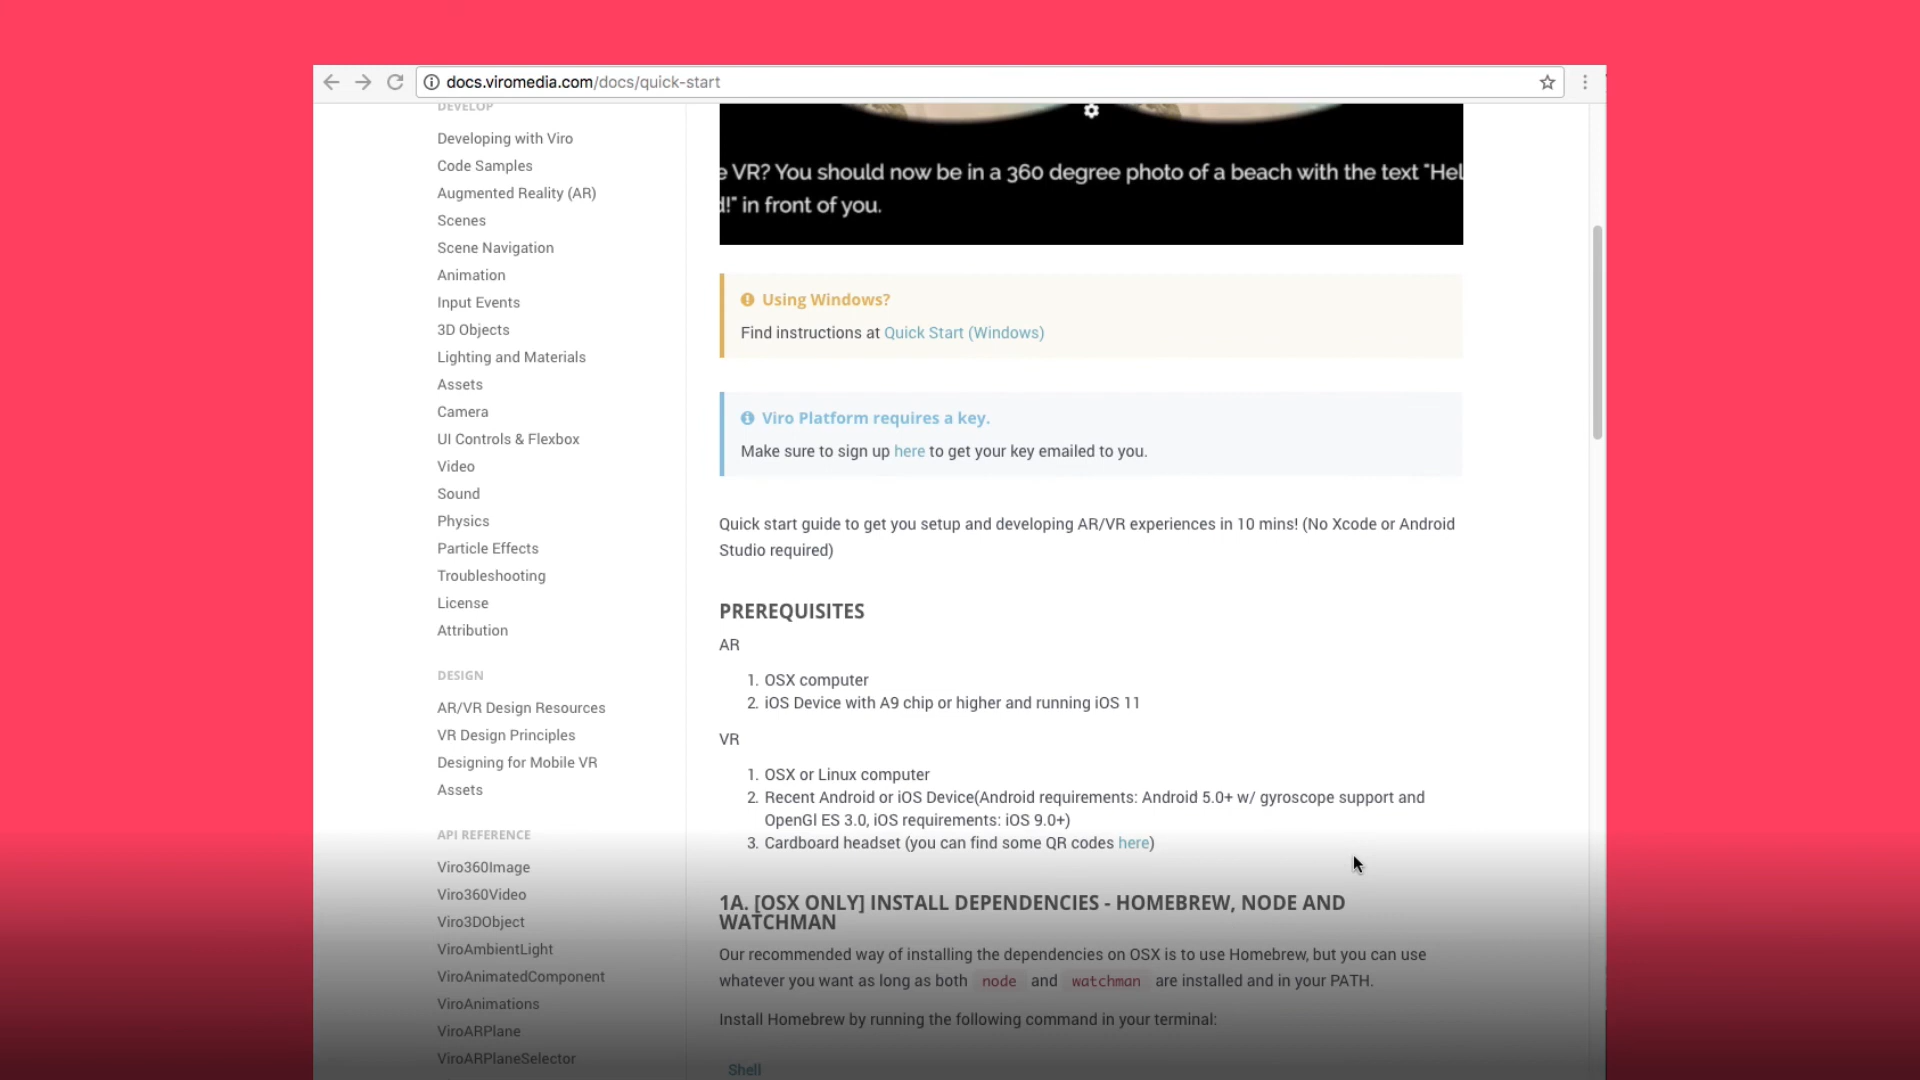 docs.viromedia.com/docs/quick-start
DEVELOP
Developing with Viro
Code Samples
Augmented Reality (AR)
Scenes
Scene Navigation
Animation
Input Events
3D Objects
Lighting and Materials
Assets
Camera
UI Controls & Flexbox
Video
Sound
Physics
Particle Effects
Troubleshooting
License
Attribution
DESIGN
AR/VR Design Resources
VR Design Principles
Designing for Mobile VR
Assets
API REFERENCE
Viro360Image
Viro360Video
Viro3DObject
ViroAmbientLight
ViroAnimatedComponent
ViroAnimations
ViroARPlane
ViroARPlaneSelector
e VR? You should now be in a 360 degree photo of a beach with the text "Hel
d!" in front of you.
Using Windows?
Find instructions at Quick Start (Windows)
Viro Platform requires a key.
Make sure to sign up here to get your key emailed to you.
Quick start guide to get you setup and developing AR/VR experiences in 10 mins! (No Xcode or Android
Studio required)
PREREQUISITES
AR
1. OSX computer
2. iOS Device with A9 chip or higher and running iOS 11
VR
1. OSX or Linux computer
2. Recent Android or iOS Device(Android requirements: Android 5.0+ w/ gyroscope support and
OpenGl ES 3.0, iOS requirements: iOS 9.0+)
3. Cardboard headset (you can find some QR codes here)
1A. [OSX ONLY] INSTALL DEPENDENCIES - HOMEBREW, NODE AND
WATCHMAN
Our recommended way of installing the dependencies on OSX is to use Homebrew, but you can use
whatever you want as long as both node and watchman are installed and in your PATH.
Install Homebrew by running the following command in your terminal:
Shell